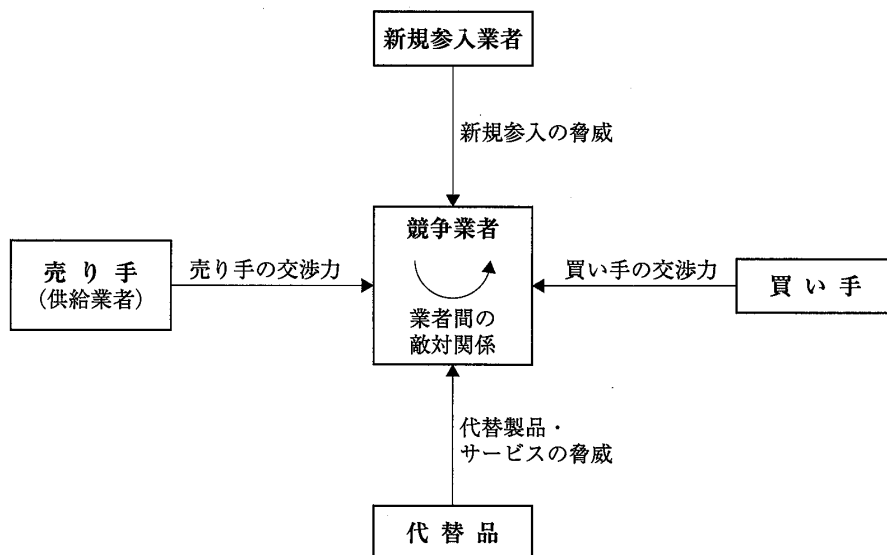 新規参入業者
新規参入の脅威
競争業者
売り手
(供給業者)
売り手の交渉力
買い手の交渉力
買い手
業者間の
敵対関係
代替製品・
サービスの脅威
代替品